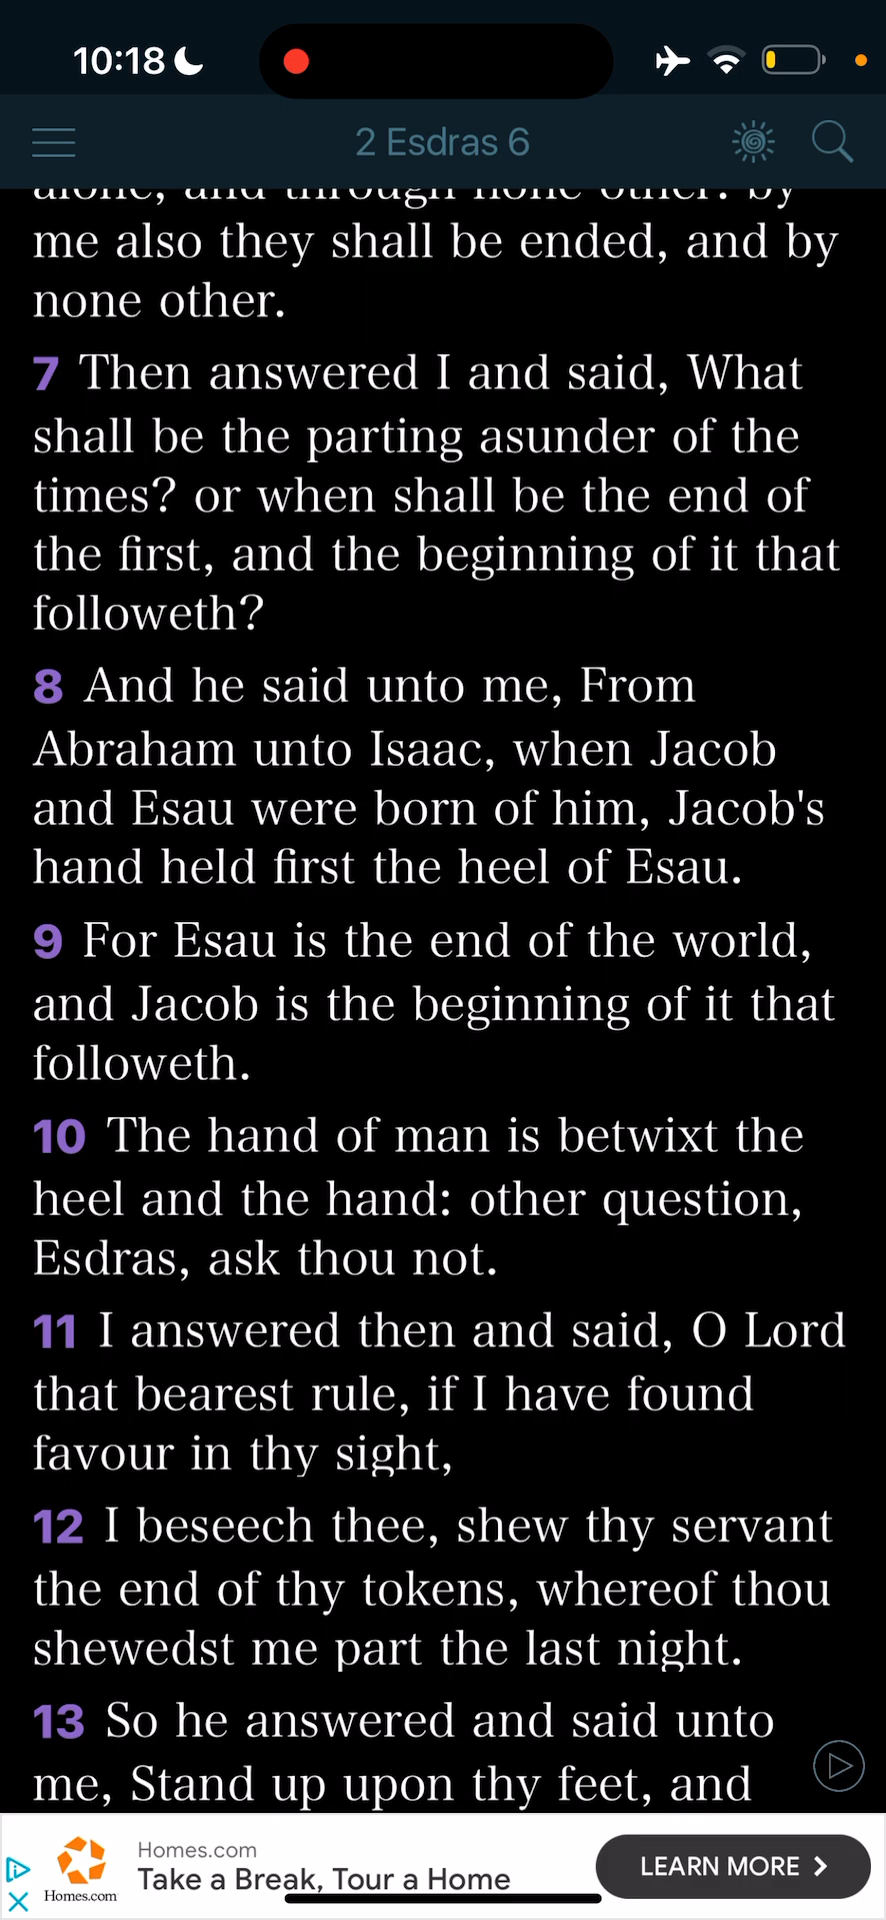 10:18
2 Esdras 6
alone, and through none other: by
me also they shall be ended, and by
none other.
7 Then answered I and said, What
shall be the parting asunder of the
times? or when shall be the end of
the first, and the beginning of it that
followeth?
8 And he said unto me, From
Abraham unto Isaac, when Jacob
and Esau were born of him, Jacob's
hand held first the heel of Esau.
9 For Esau is the end of the world,
and Jacob is the beginning of it that
followeth.
10 The hand of man is betwixt the
heel and the hand: other question,
Esdras, ask thou not.
11 I answered then and said, O Lord
that bearest rule, if I have found
favour in thy sight,
12 I beseech thee, shew thy servant
the end of thy tokens, whereof thou
shewedst me part the last night.
13 So he answered and said unto
me, Stand up upon thy feet, and
Homes.com
Take a Break, Tour a Home
LEARN MORE
Homes.com